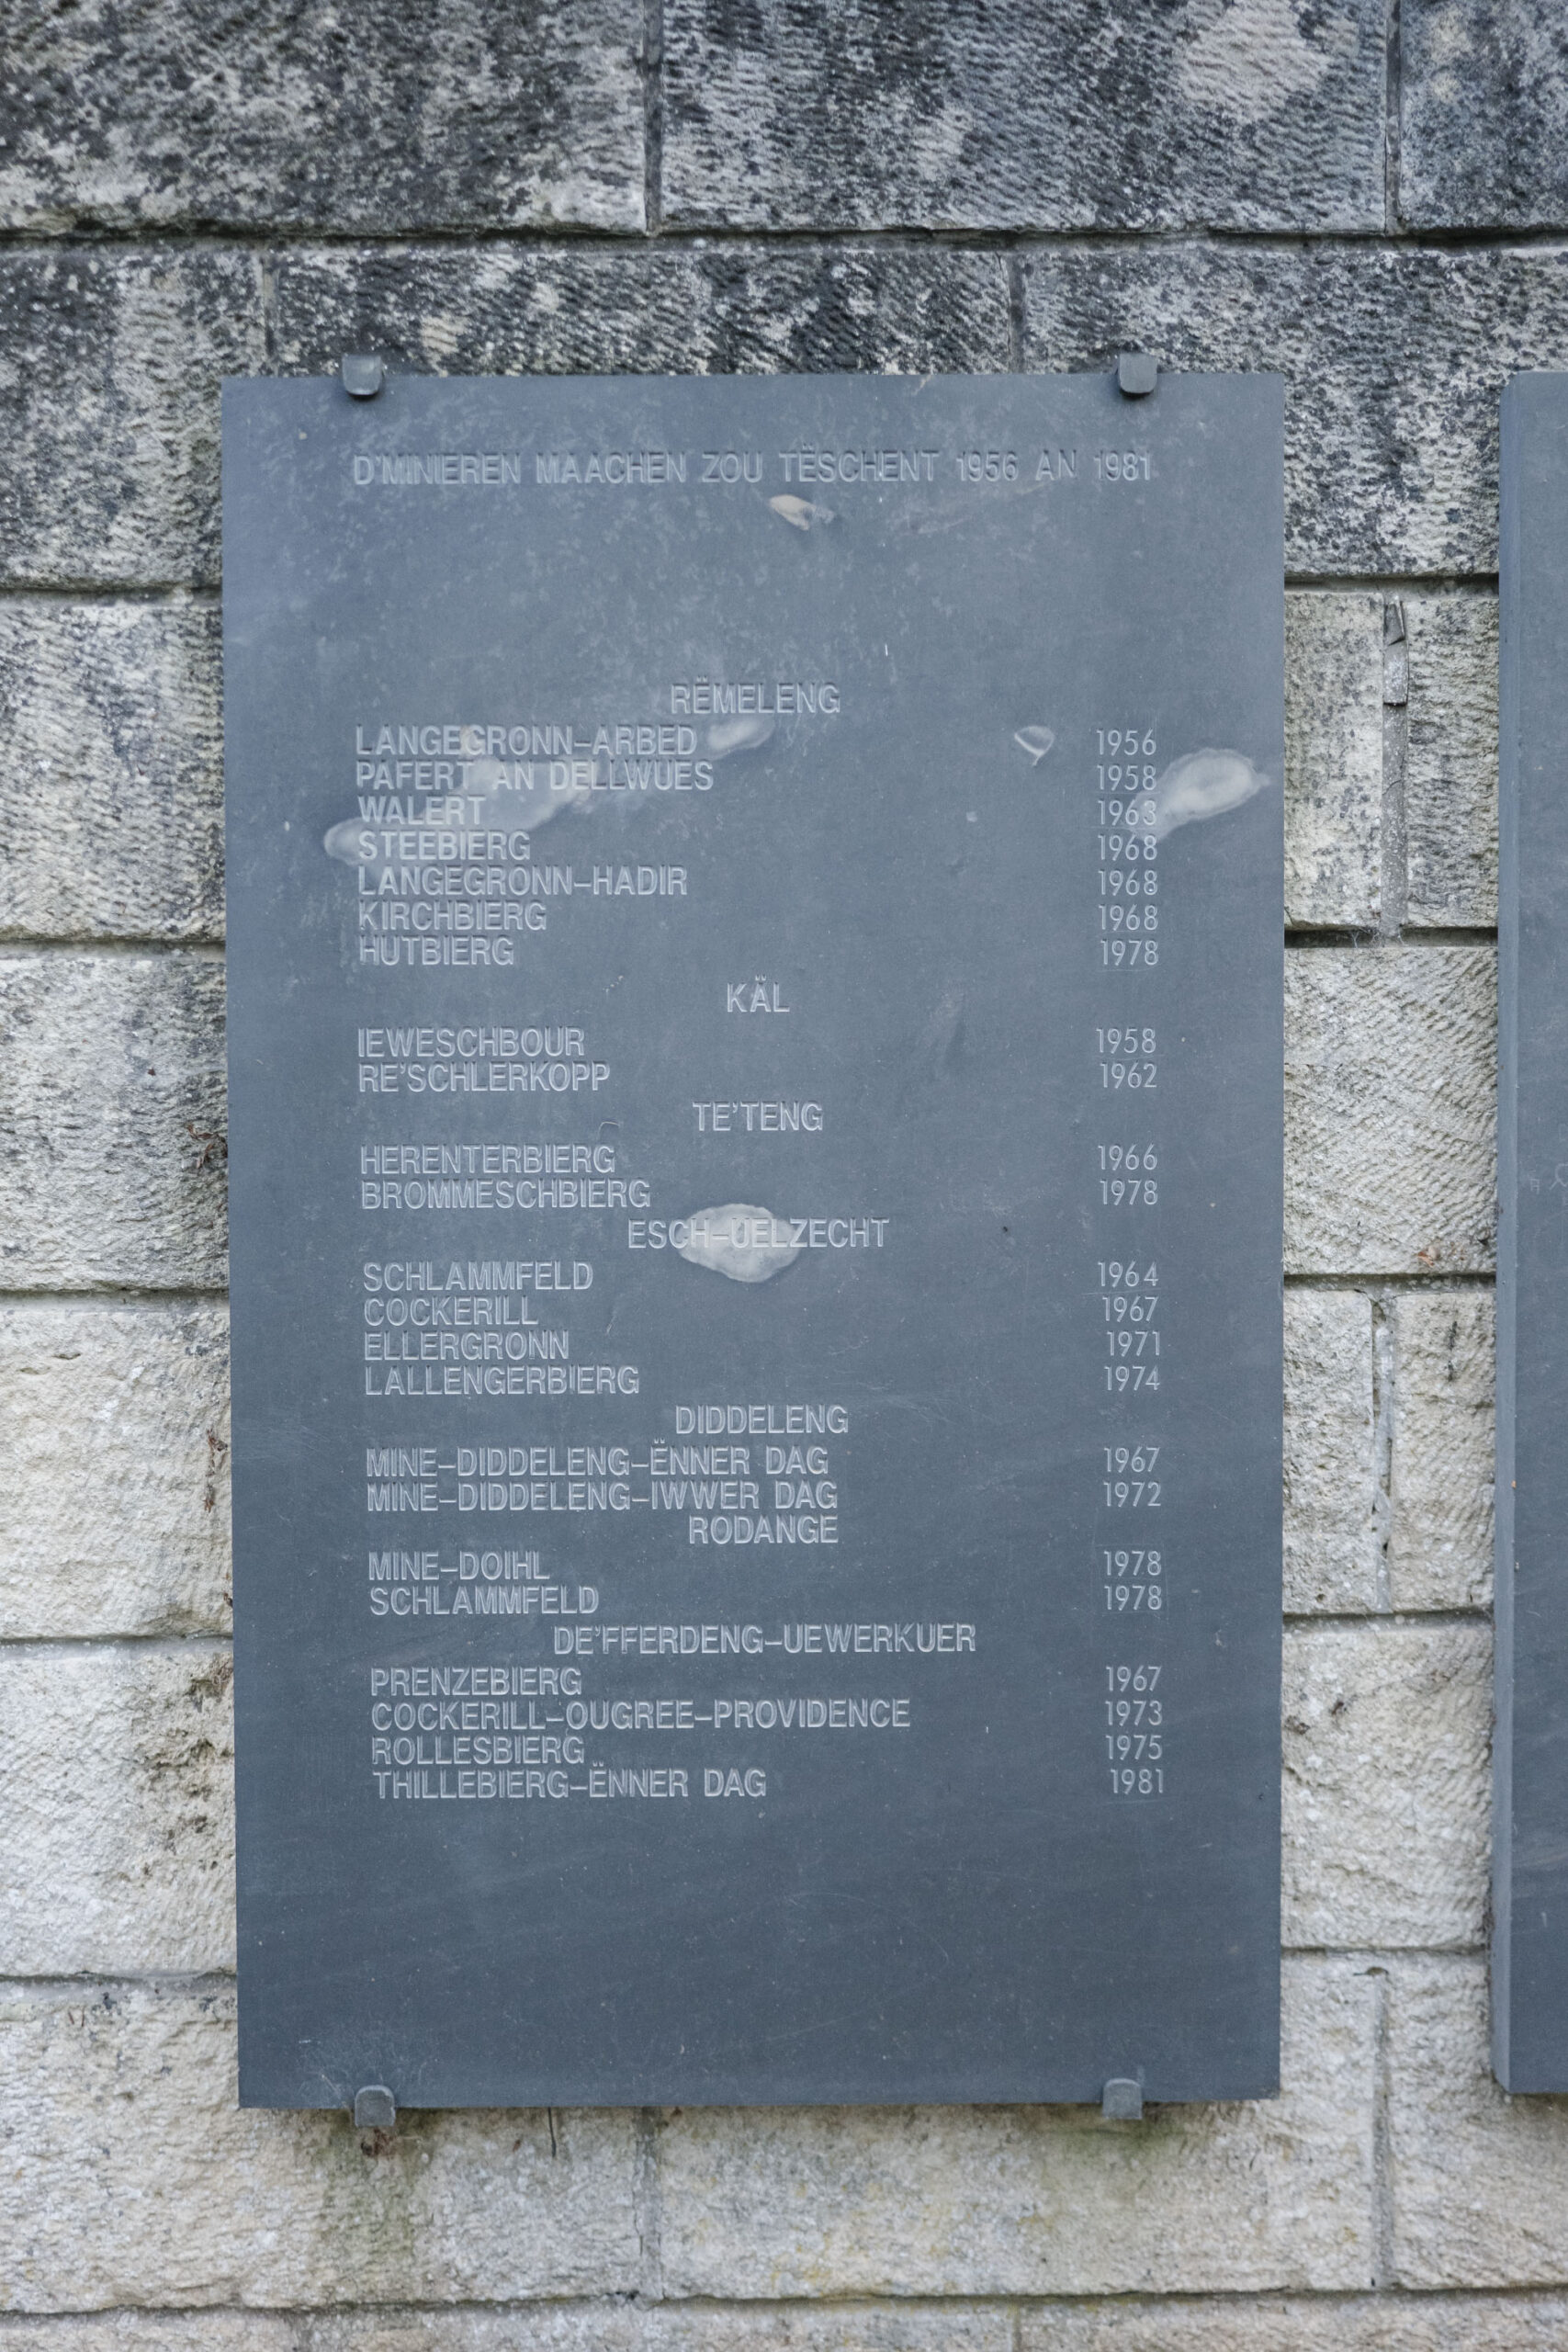 D'MINIEREN MAACHEN ZOU TËSCHENT 1956 AN 1981
RËMELENG
LANGEGRONN-ARBED 1956
PAFERT AN DELLWUES 1958
WALERT 1963
STEEBIERG 1968
LANGEGRONN-HADIR 1968
KIRCHBIERG 1968
HUTBIERG 1978
KÄL
IEWESCHBOUR 1958
RE'SCHLERKOPP 1962
TE'TENG
HERENTERBIERG 1966
BROMMESCHBIERG 1978
ESCH-UELZECHT
SCHLAMMFELD 1964
COCKERILL 1967
ELLERGRONN 1971
LALLENGERBIERG 1974
DIDDELENG
MINE-DIDDELENG-ËNNER DAG 1967
MINE-DIDDELENG-IWWER DAG 1972
RODANGE
MINE-DOIHL 1978
SCHLAMMFELD 1978
DE'FFERDENG-UEWERKUER
PRENZEBIERG 1967
COCKERILL-OUGREE-PROVIDENCE 1973
ROLLESBIERG 1975
THILLEBIERG-ËNNER DAG 1981